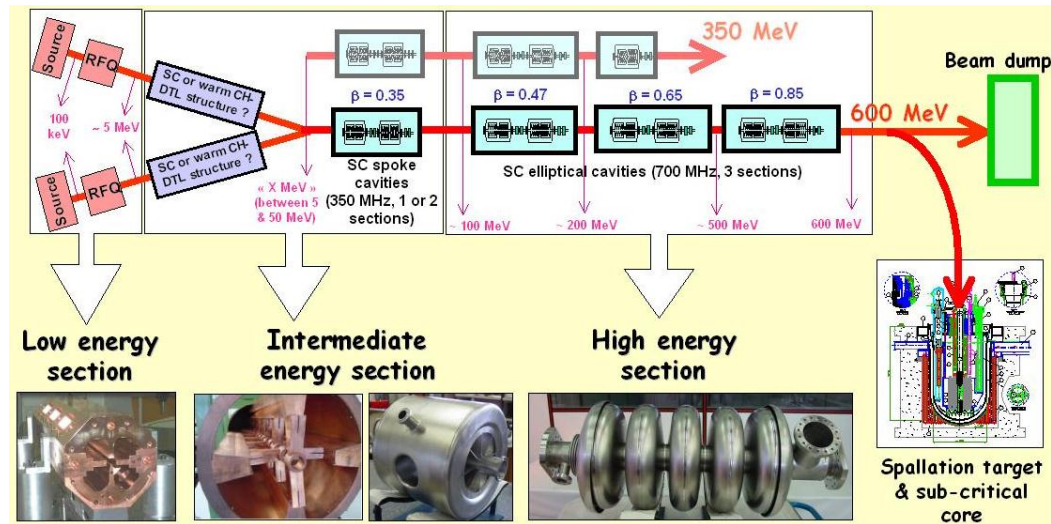 Source
RFQ
SC or warm CH-
DTL structure ?
100
keV
~ 5 MeV
SC or warm CH-
DTL structure ?
Source
RFQ
350 MeV
β = 0.35
β = 0.47
β = 0.65
β = 0.85
600 MeV
Beam dump
« X MeV »
(between 5
& 50 MeV)
SC spoke
cavities
(350 MHz, 1 or 2
sections)
SC elliptical cavities (700 MHz, 3 sections)
~ 100 MeV
~ 200 MeV
~ 500 MeV
600 MeV
Low energy
section
Intermediate
energy section
High energy
section
Spallation target
& sub-critical
core